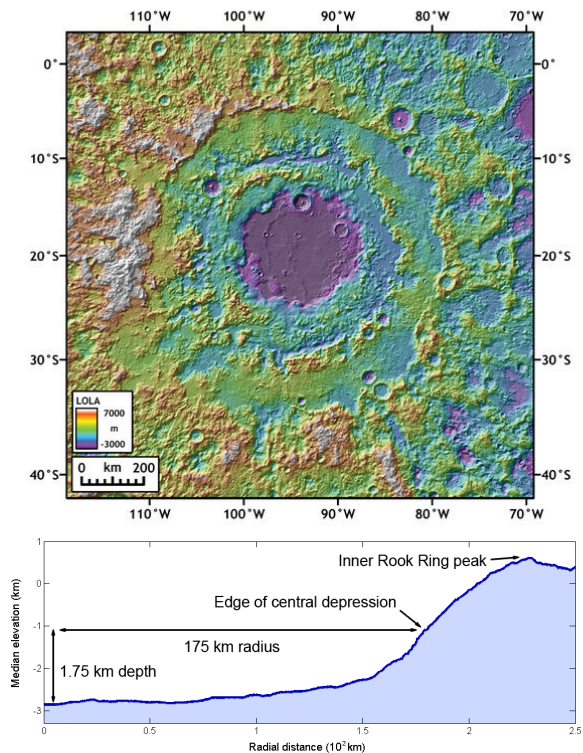 110°W 100°W 90°W 80°W 70°W
0° 0°
10°S 10°S
20°S 20°S
30°S 30°S
40°S 40°S
LOLA
7000
m
-3000
0 km 200
110°W 100°W 90°W 80°W 70°W
1
0
-1
-2
-3
Median elevation (km)
Inner Rook Ring peak
Edge of central depression
175 km radius
1.75 km depth
0 0.5 1 1.5 2 2.5
Radial distance (10² km)